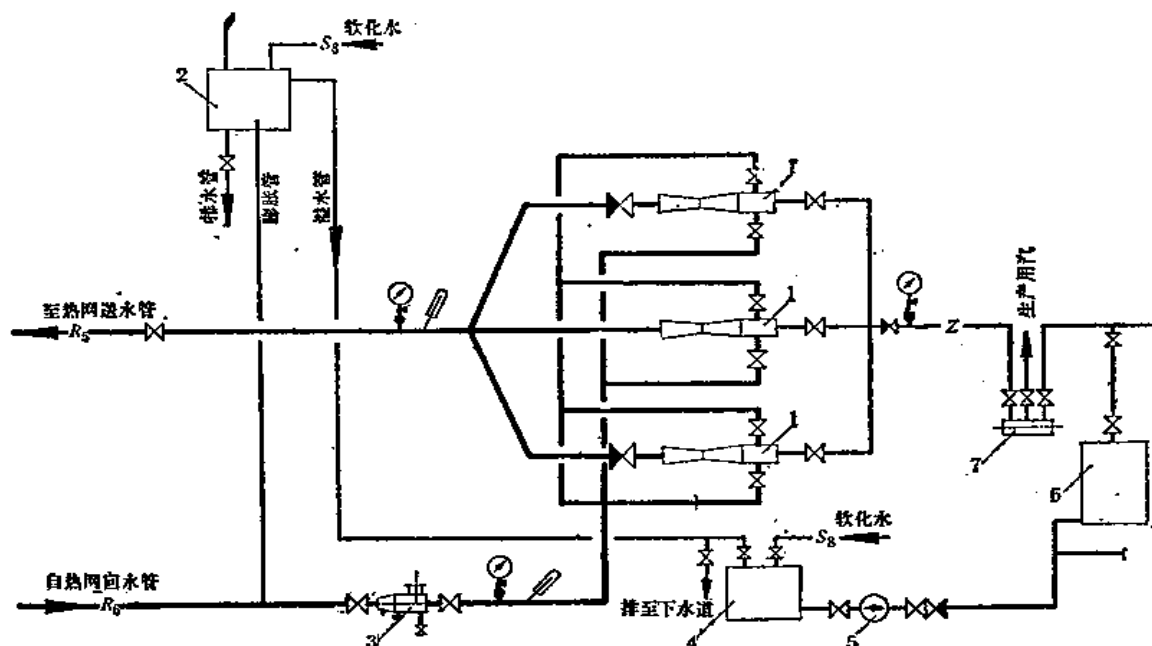 软化水
S₈
2
排水管
膨胀管
溢水管
1
至热网送水管
R₅
1
Z
生产用汽
7
1
6
软化水
S₈
自热网回水管
R₆
3
排至下水道
4
5